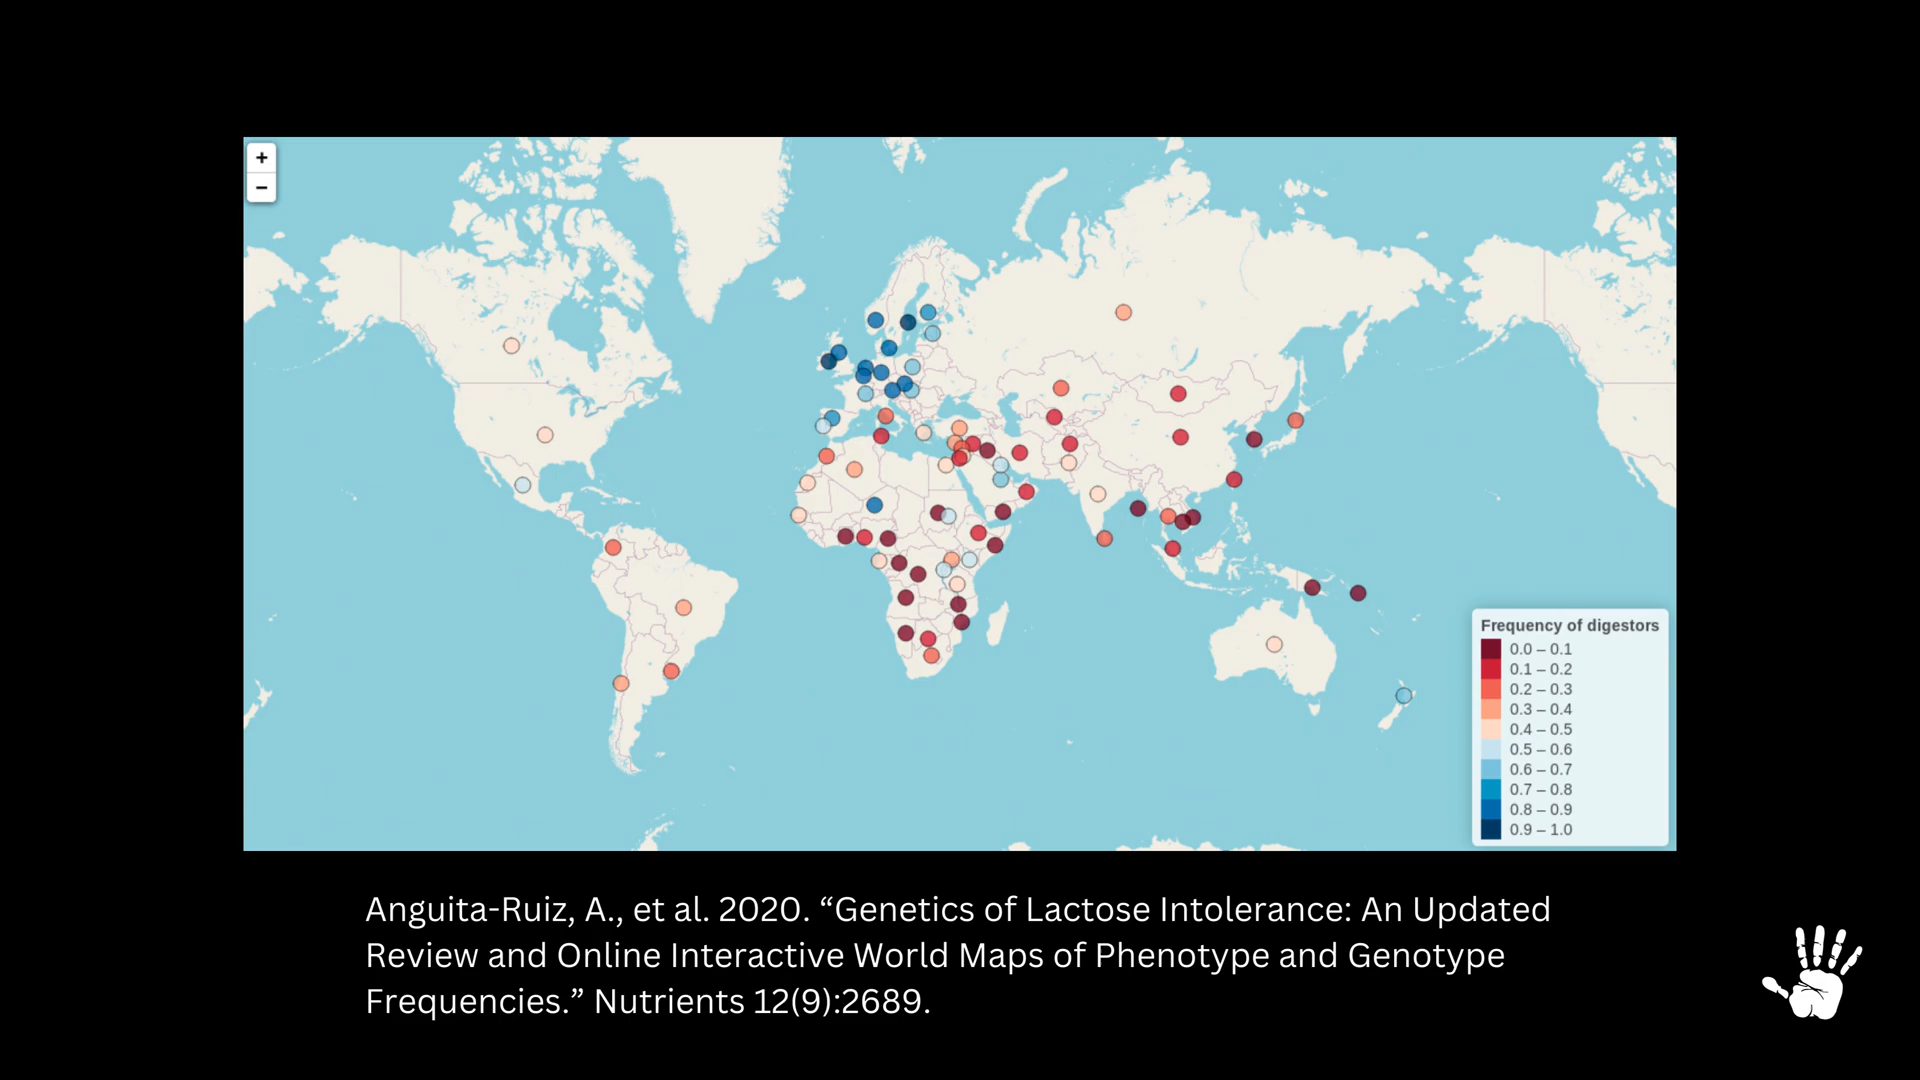 +
−
Frequency of digestors
0.0 – 0.1
0.1 – 0.2
0.2 – 0.3
0.3 – 0.4
0.4 – 0.5
0.5 – 0.6
0.6 – 0.7
0.7 – 0.8
0.8 – 0.9
0.9 – 1.0
Anguita-Ruiz, A., et al. 2020. “Genetics of Lactose Intolerance: An Updated
Review and Online Interactive World Maps of Phenotype and Genotype
Frequencies.” Nutrients 12(9):2689.